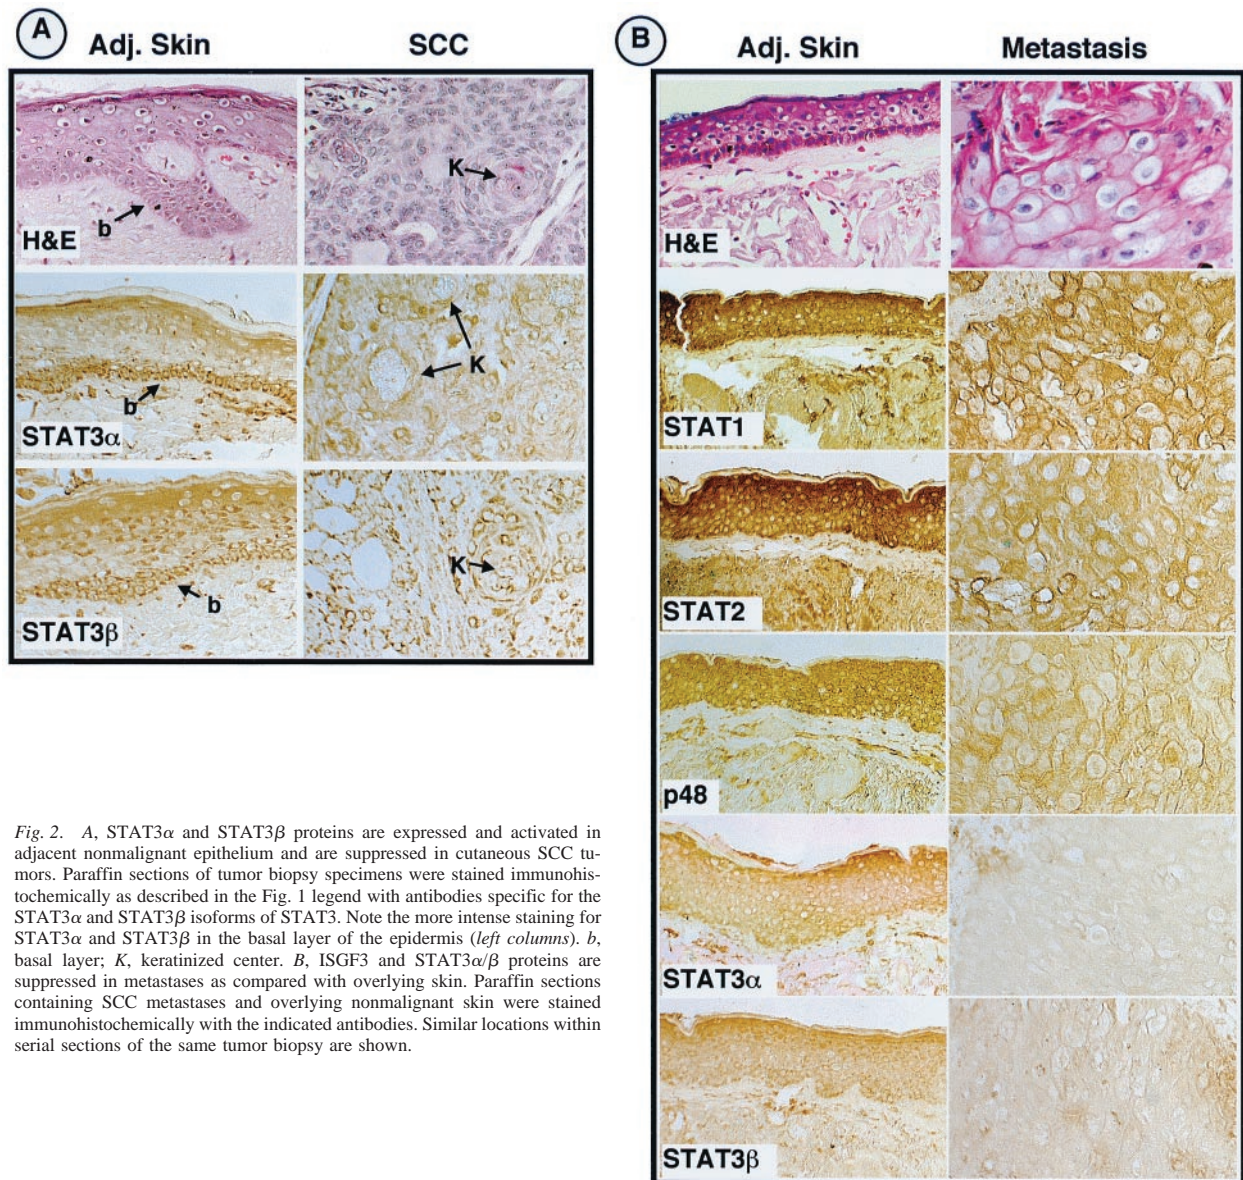 A
Adj. Skin
SCC
H&E
b
K
STAT3α
b
K
STAT3β
b
K
B
Adj. Skin
Metastasis
H&E
STAT1
STAT2
p48
STAT3α
STAT3β
Fig. 2. A, STAT3α and STAT3β proteins are expressed and activated in
adjacent nonmalignant epithelium and are suppressed in cutaneous SCC tu-
mors. Paraffin sections of tumor biopsy specimens were stained immunohis-
tochemically as described in the Fig. 1 legend with antibodies specific for the
STAT3α and STAT3β isoforms of STAT3. Note the more intense staining for
STAT3α and STAT3β in the basal layer of the epidermis (left columns). b,
basal layer; K, keratinized center. B, ISGF3 and STAT3α/β proteins are
suppressed in metastases as compared with overlying skin. Paraffin sections
containing SCC metastases and overlying nonmalignant skin were stained
immunohistochemically with the indicated antibodies. Similar locations within
serial sections of the same tumor biopsy are shown.